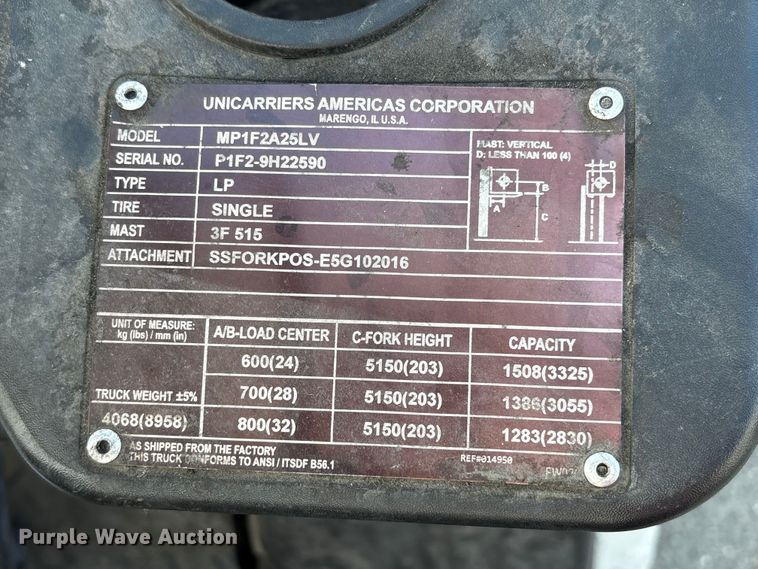 UNICARRIERS AMERICAS CORPORATION
MARENGO, IL U.S.A.
MODEL MP1F2A25LV
SERIAL NO. P1F2-9H22590
TYPE LP
TIRE SINGLE
MAST 3F 515
ATTACHMENT SSFORKPOS-E5G102016
MAST: VERTICAL
D: LESS THAN 100 (4)
D
B
A
C
UNIT OF MEASURE: kg (lbs) / mm (in) A/B-LOAD CENTER C-FORK HEIGHT CAPACITY
600(24) 5150(203) 1508(3325)
TRUCK WEIGHT ±5% 700(28) 5150(203) 1386(3055)
4068(8958) 800(32) 5150(203) 1283(2830)
AS SHIPPED FROM THE FACTORY
THIS TRUCK CONFORMS TO ANSI / ITSDF B56.1
REF#014950
Purple Wave Auction